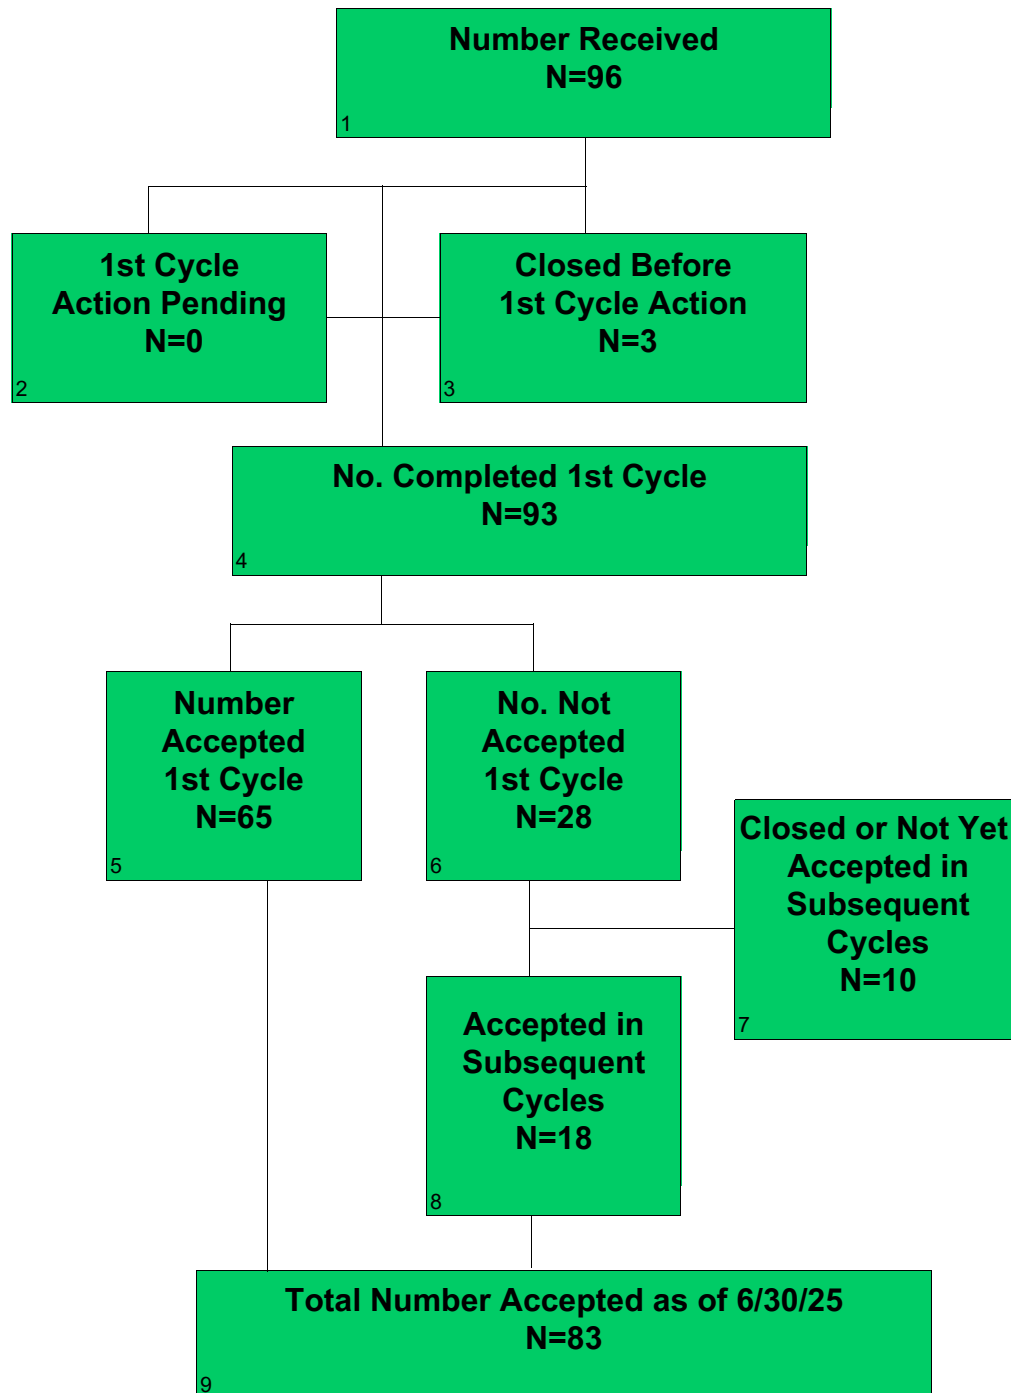 Number Received
N=96
1
1st Cycle
Action Pending
N=0
2
Closed Before
1st Cycle Action
N=3
3
No. Completed 1st Cycle
N=93
4
Number
Accepted
1st Cycle
N=65
5
No. Not
Accepted
1st Cycle
N=28
6
Closed or Not Yet
Accepted in
Subsequent
Cycles
N=10
7
Accepted in
Subsequent
Cycles
N=18
8
Total Number Accepted as of 6/30/25
N=83
9